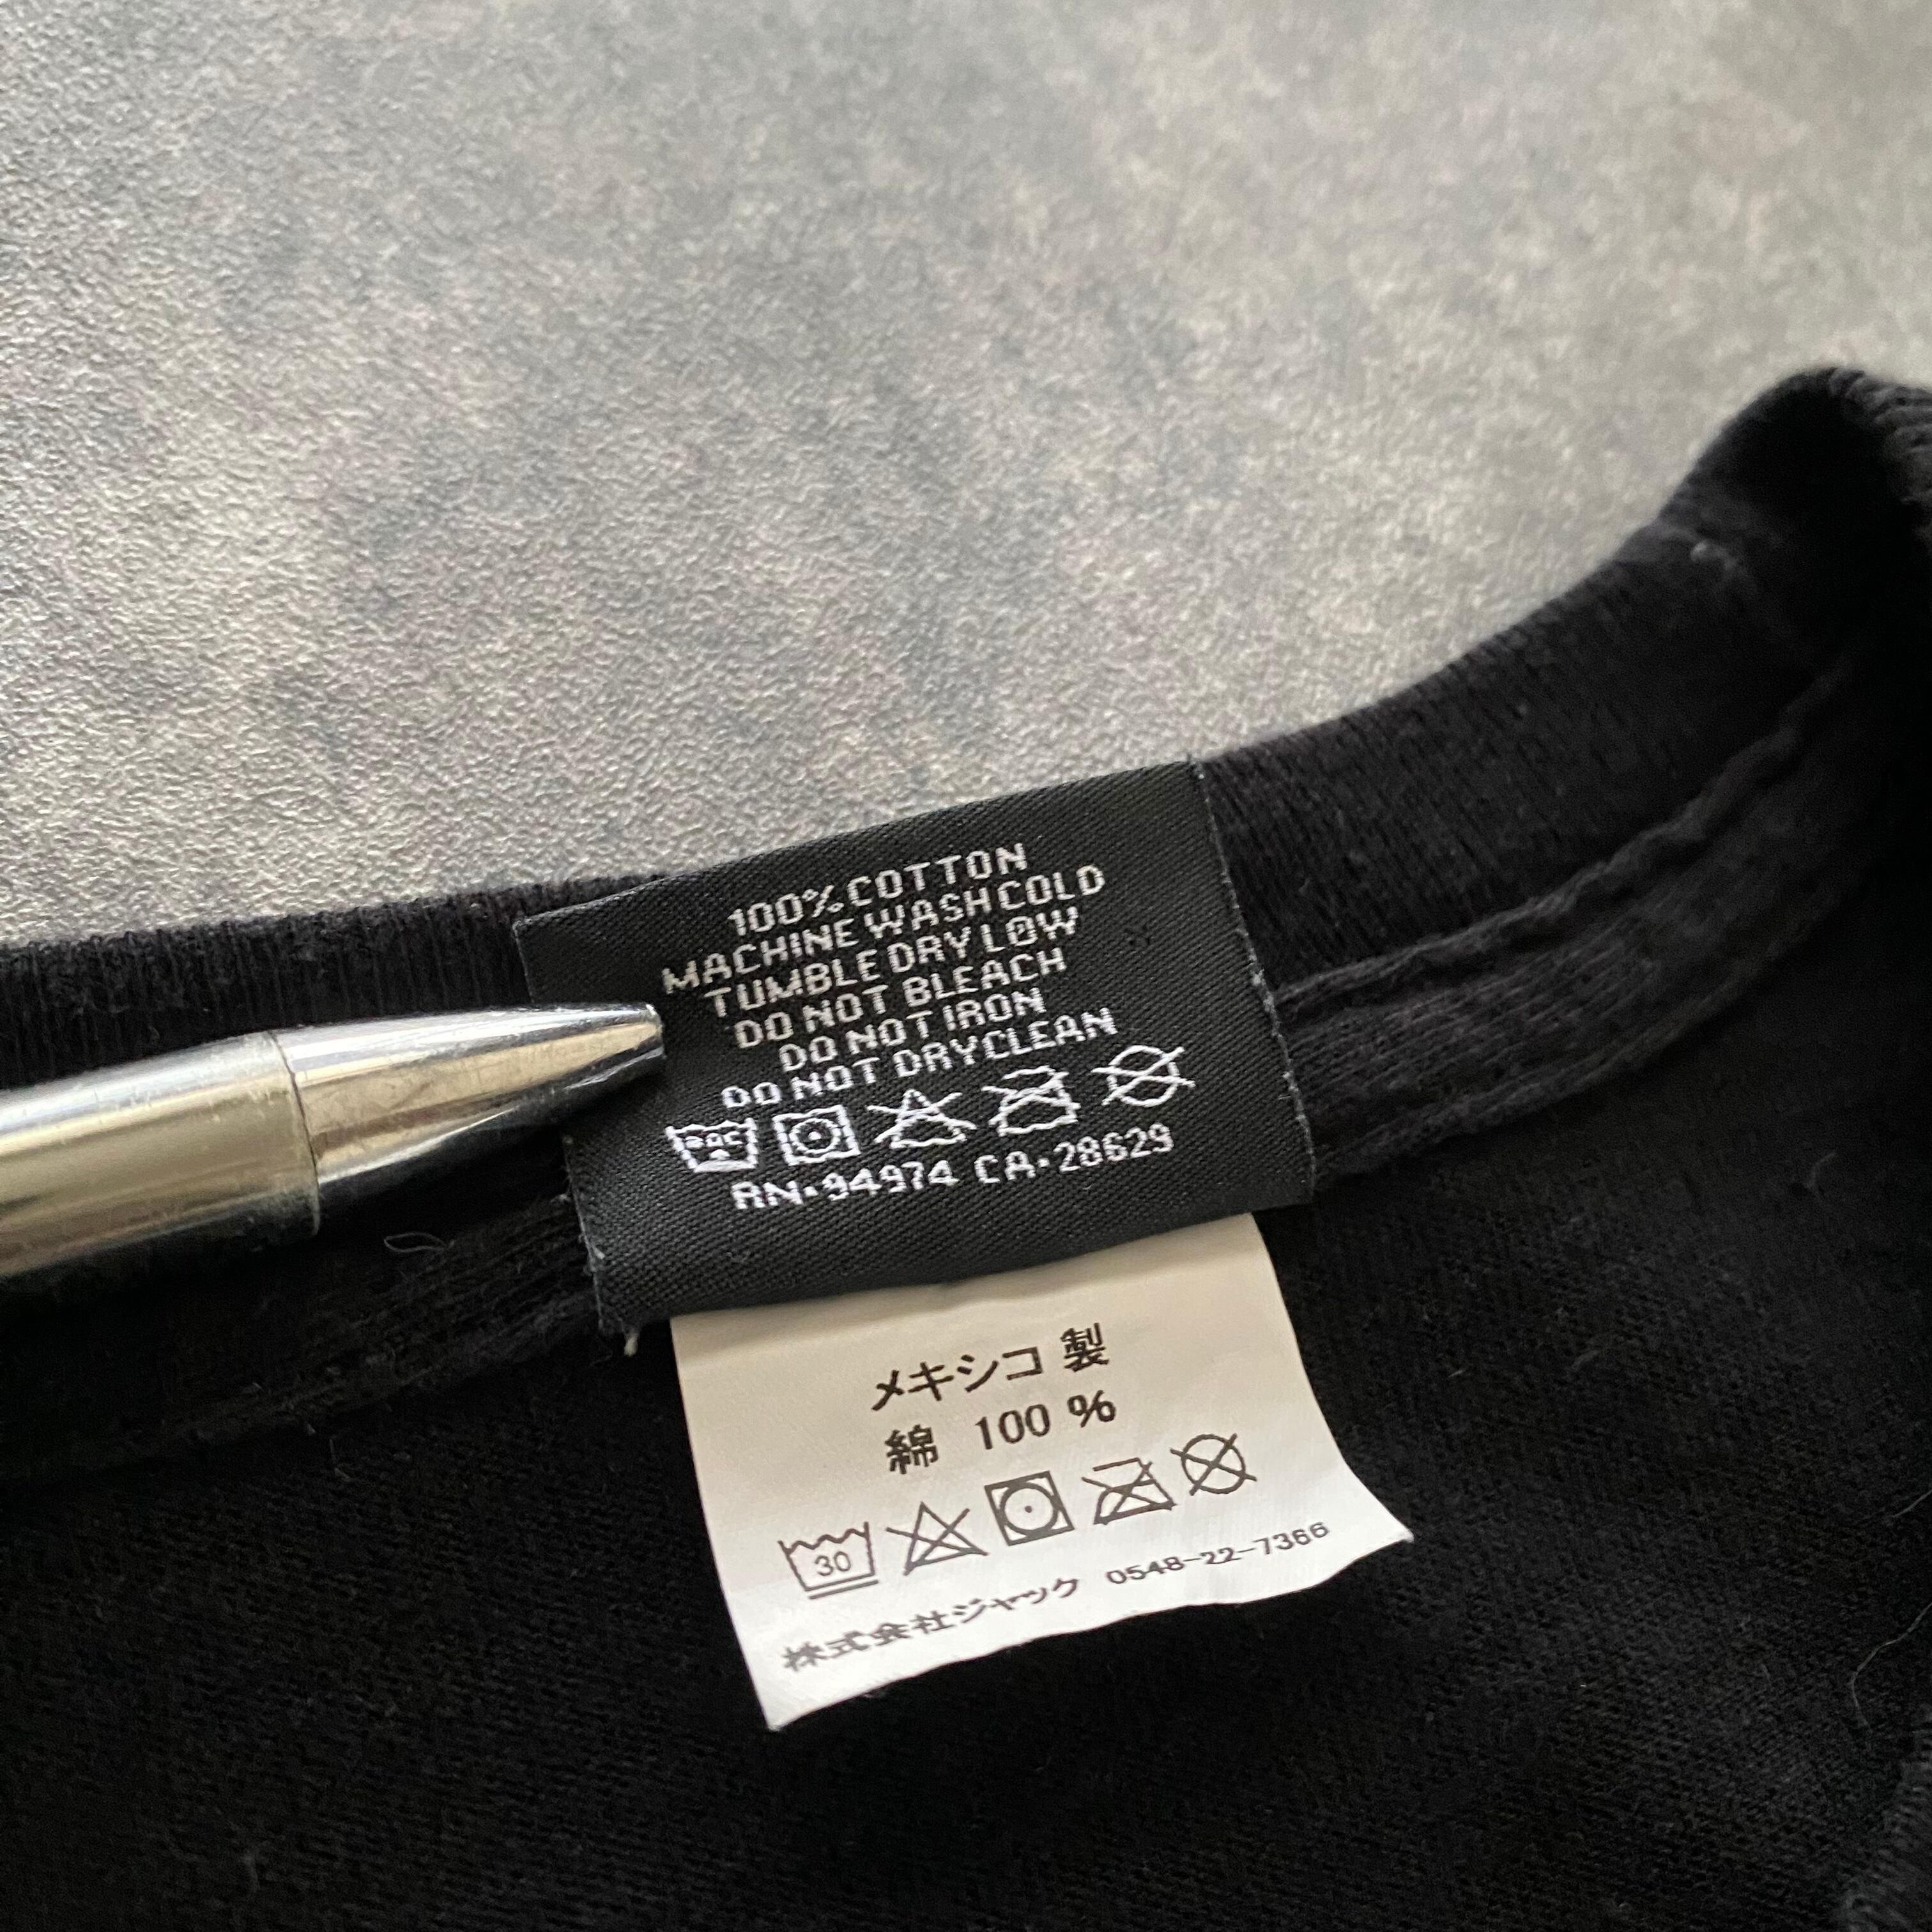 100% COTTON
MACHINE WASH COLD
TUMBLE DRY LOW
DO NOT BLEACH
DO NOT IRON
DO NOT DRYCLEAN
RN·94974 CA·28629
メキシコ 製
綿 100 %
30
株式会社ジャック 0548-22-7366